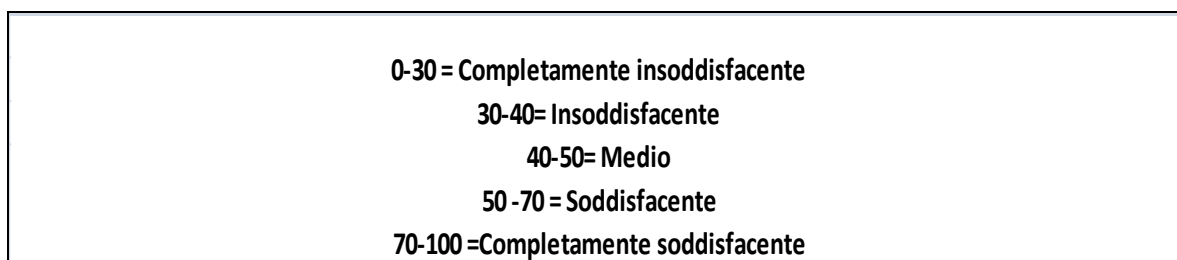 0-30 = Completamente insoddisfacente
30-40= Insoddisfacente
40-50= Medio
50 -70 = Soddisfacente
70-100 =Completamente soddisfacente